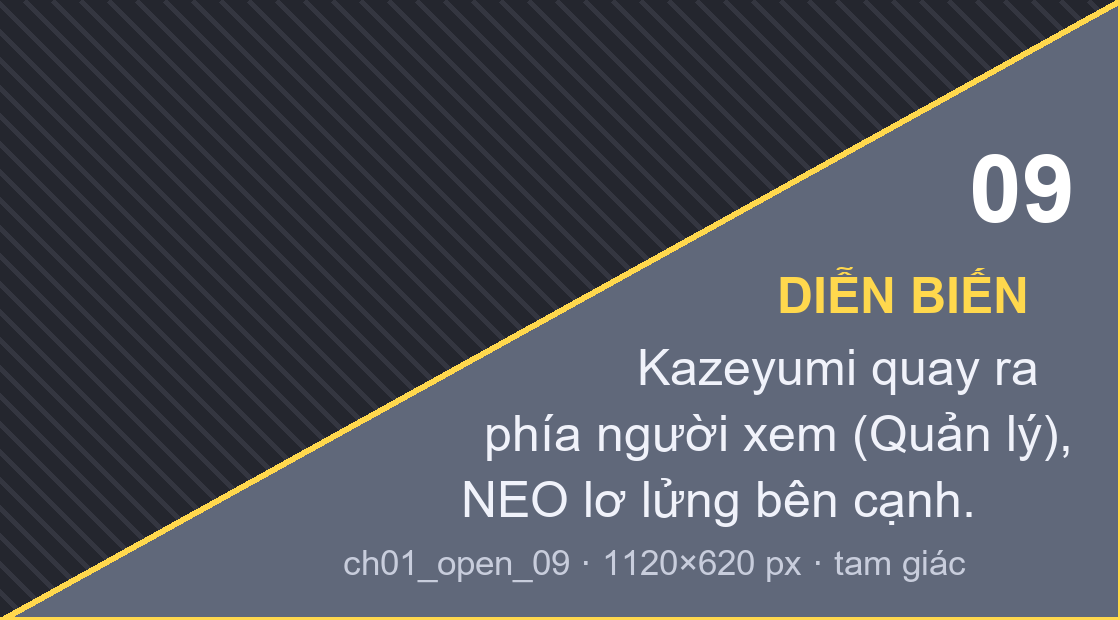 09
DIỄN BIẾN
Kazeyumi quay ra
phía người xem (Quản lý),
NEO lơ lửng bên cạnh.
ch01_open_09 · 1120×620 px · tam giác